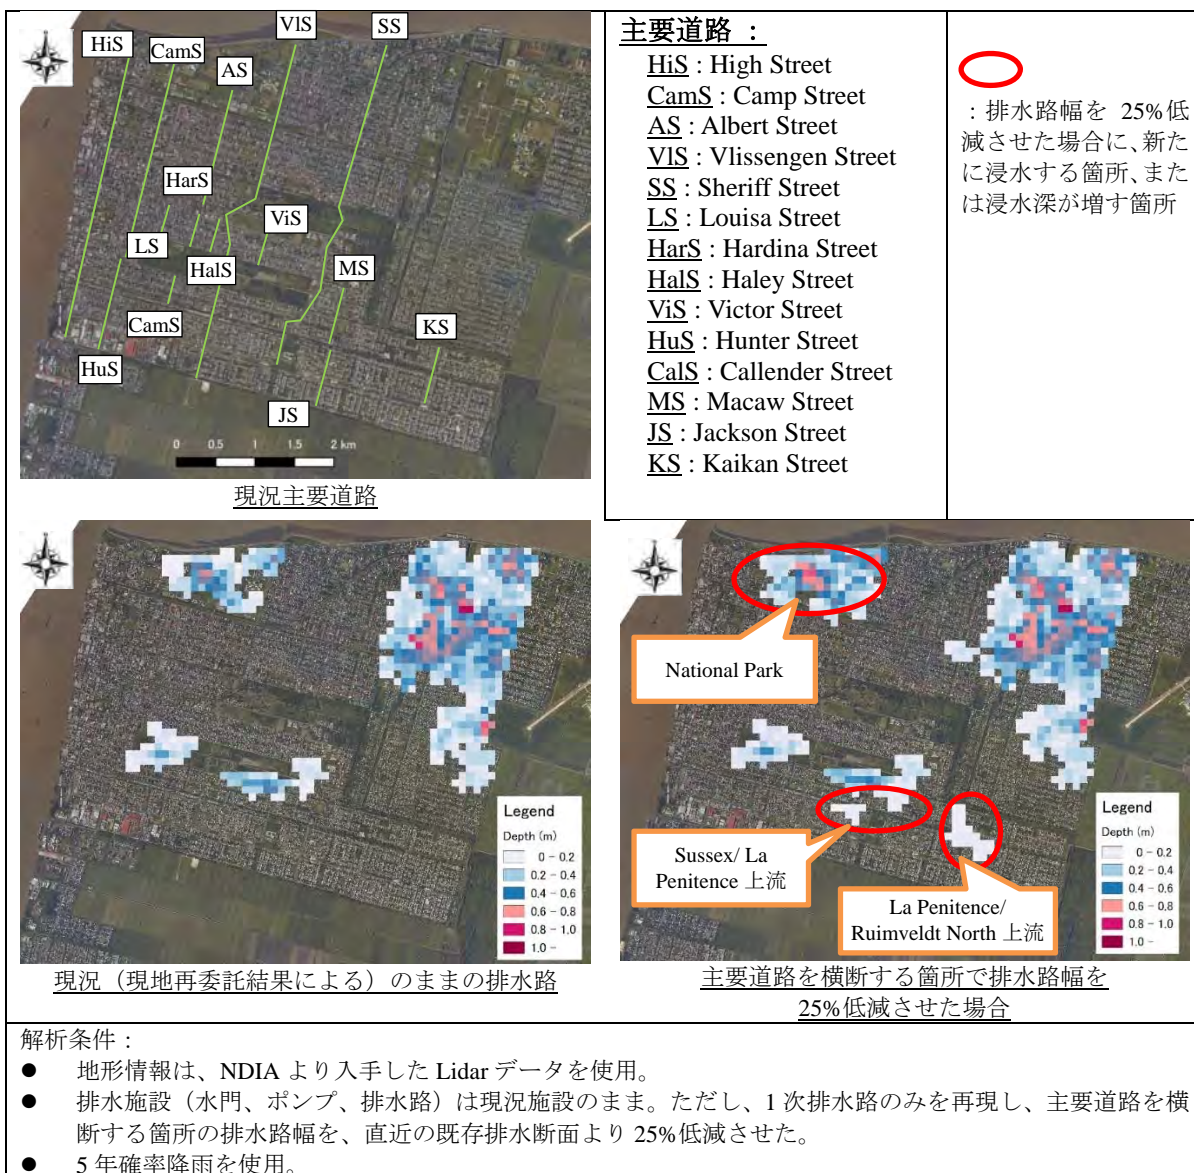 HiS
CamS
AS
VlS
SS
HarS
LS
HalS
ViS
MS
CamS
KS
HuS
JS
0 0.5 1 1.5 2 km
現況主要道路
主要道路 :
HiS : High Street
CamS : Camp Street
AS : Albert Street
VlS : Vlissengen Street
SS : Sheriff Street
LS : Louisa Street
HarS : Hardina Street
HalS : Haley Street
ViS : Victor Street
HuS : Hunter Street
CalS : Callender Street
MS : Macaw Street
JS : Jackson Street
KS : Kaikan Street
:排水路幅を 25%低
減させた場合に、新た
に浸水する箇所、また
は浸水深が増す箇所
Legend
Depth (m)
0 - 0.2
0.2 - 0.4
0.4 - 0.6
0.6 - 0.8
0.8 - 1.0
1.0 -
現況(現地再委託結果による)のままの排水路
National Park
Sussex/ La
Penitence 上流
La Penitence/
Ruimveldt North 上流
Legend
Depth (m)
0 - 0.2
0.2 - 0.4
0.4 - 0.6
0.6 - 0.8
0.8 - 1.0
1.0 -
主要道路を横断する箇所で排水路幅を
25%低減させた場合
解析条件:
● 地形情報は、NDIA より入手した Lidar データを使用。
● 排水施設(水門、ポンプ、排水路)は現況施設のまま。ただし、1 次排水路のみを再現し、主要道路を横
断する箇所の排水路幅を、直近の既存排水断面より 25%低減させた。
● 5 年確率降雨を使用。